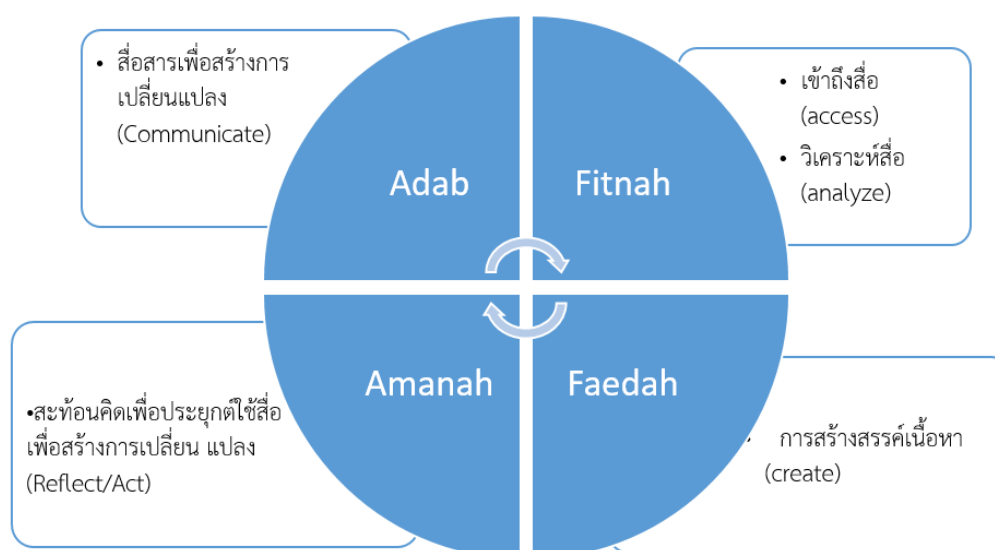 • สื่อสารเพื่อสร้างการ
เปลี่ยนแปลง
(Communicate)
Adab
Fitnah
• เข้าถึงสื่อ
(access)
• วิเคราะห์สื่อ
(analyze)
•สะท้อนคิดเพื่อประยุกต์ใช้สื่อ
เพื่อสร้างการเปลี่ยน แปลง
(Reflect/Act)
Amanah
Faedah
• การสร้างสรรค์เนื้อหา
(create)